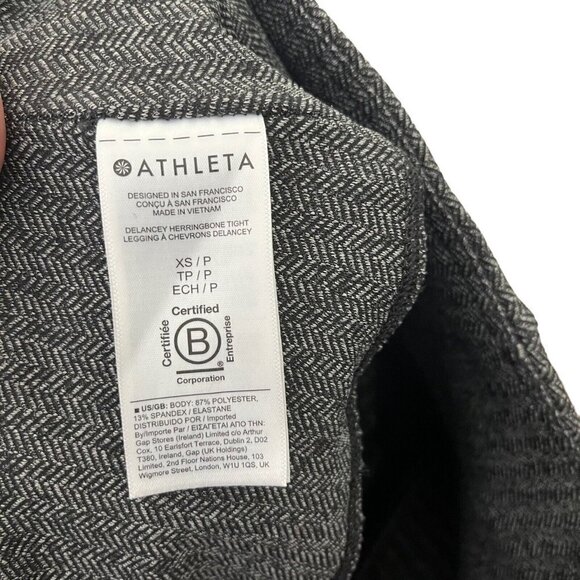 ATHLETA
DESIGNED IN SAN FRANCISCO
CONÇU À SAN FRANCISCO
MADE IN VIETNAM
DELANCEY HERRINGBONE TIGHT
LEGGING À CHEVRONS DELANCEY
XS / P
TP / P
ECH / P
Certified
Certifiée
B
Entreprise
®
Corporation
■ US/GB: BODY: 87% POLYESTER,
13% SPANDEX / ELASTANE
DISTRIBUIDO POR / Imported
By/Importe Par / ΕΙΣΑΓΕΤΑΙ ΑΠΟ ΤΗΝ:
Gap Stores (Ireland) Limited c/o Arthur
Cox, 10 Earlsfort Terrace, Dublin 2, D02
T380, Ireland, Gap (UK Holdings)
Limited, 2nd Floor Nations House, 103
Wigmore Street, London, W1U 1QS, UK